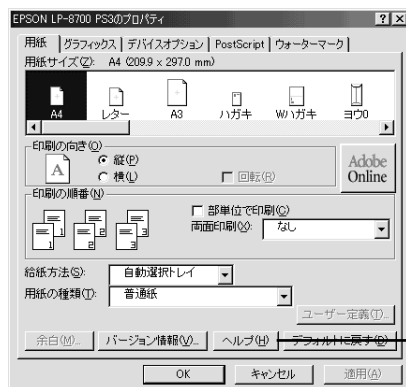 EPSON LP-8700 PS3のプロパティ
用紙 グラフィックス デバイスオプション PostScript ウォーターマーク
用紙サイズ(Z): A4 (209.9 x 297.0 mm)
A4 レター A3 ハガキ Wハガキ ヨウ0
印刷の向き(O)
A
縦(P)
横(L)
回転(R)
Adobe
Online
印刷の順番(N)
1 1 2 2 3 3
部単位で印刷(C)
両面印刷(X): なし
給紙方法(S): 自動選択トレイ
用紙の種類(T): 普通紙
ユーザー定義(I)...
余白(M)... バージョン情報(V)... ヘルプ(H) デフォルトに戻す(D)
OK キャンセル 適用(A)